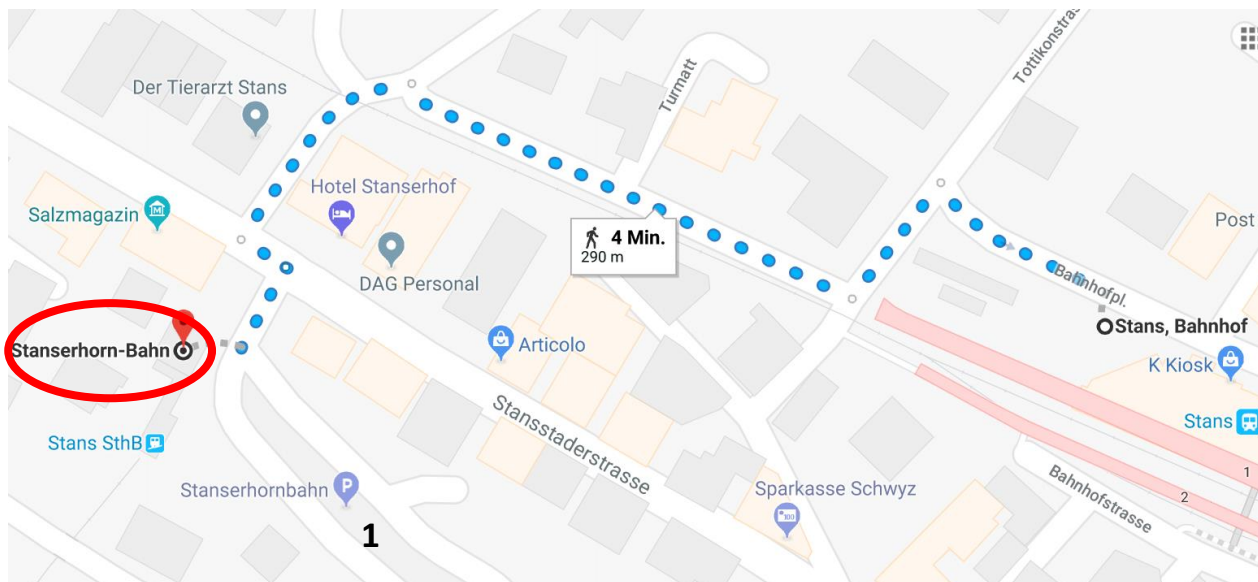 Der Tierarzt Stans
Turmatt
Tottikonstra
Hotel Stanserhof
Salzmagazin
4 Min.
290 m
Post
DAG Personal
Bahnhofpl.
Stans, Bahnhof
Stanserhorn-Bahn
Articolo
K Kiosk
Stans
Stans SthB
Stansstaderstrasse
Stanserhornbahn
P
Sparkasse Schwyz
100
Bahnhofstrasse
1
2
1